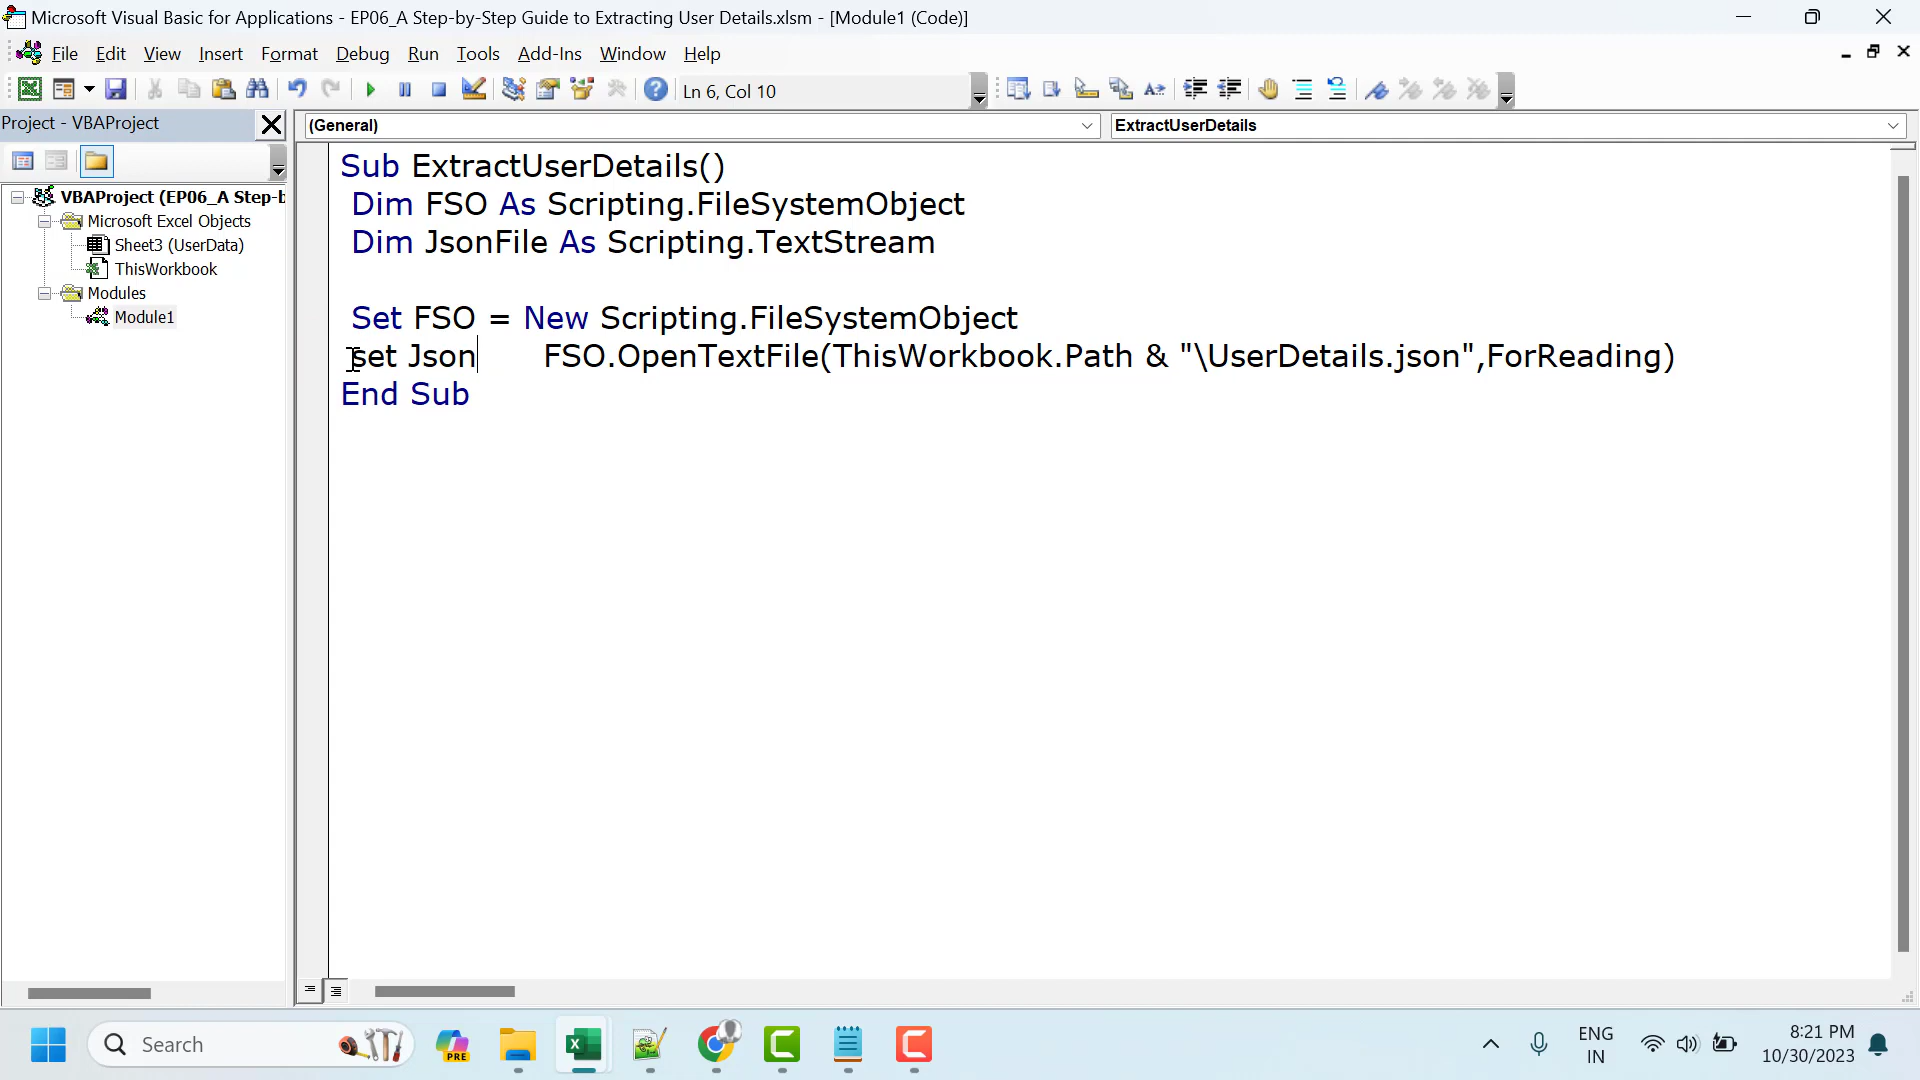 Microsoft Visual Basic for Applications - EP06_A Step-by-Step Guide to Extracting User Details.xlsm - [Module1 (Code)]
File Edit View Insert Format Debug Run Tools Add-Ins Window Help
Ln 6, Col 10
Project - VBAProject
(General)
ExtractUserDetails
VBAProject (EP06_A Step-b
Microsoft Excel Objects
Sheet3 (UserData)
ThisWorkbook
Modules
Module1
Sub ExtractUserDetails()
Dim FSO As Scripting.FileSystemObject
Dim JsonFile As Scripting.TextStream
Set FSO = New Scripting.FileSystemObject
set Json FSO.OpenTextFile(ThisWorkbook.Path & "\UserDetails.json",ForReading)
End Sub
Search
PRE
ENG
IN
8:21 PM
10/30/2023